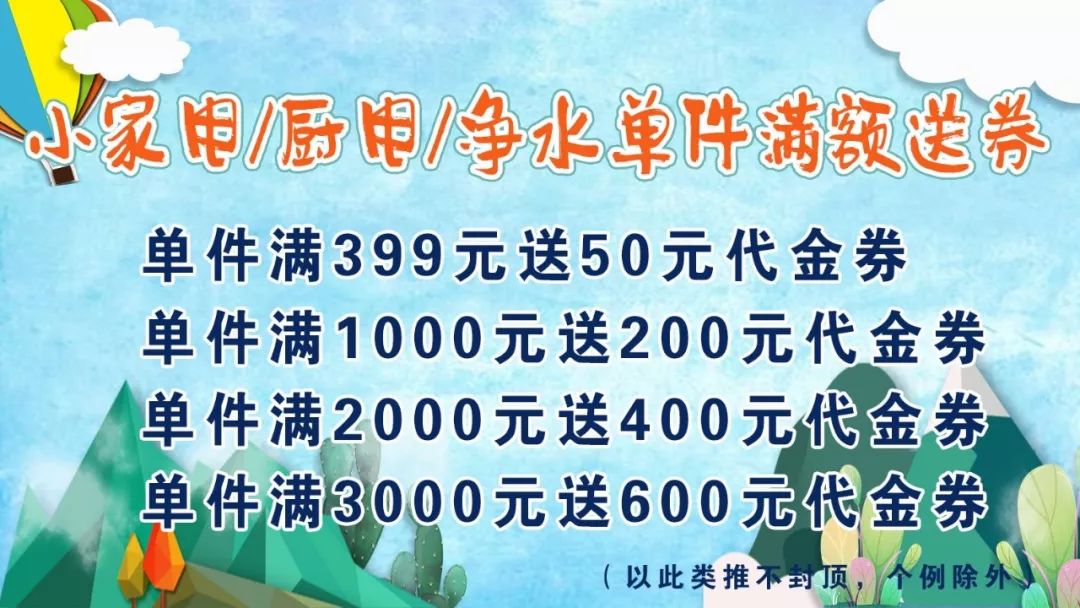 小家电/厨电/净水单件满额送券
单件满399元送50元代金券
单件满1000元送200元代金券
单件满2000元送400元代金券
单件满3000元送600元代金券
（以此类推不封顶，个例除外）